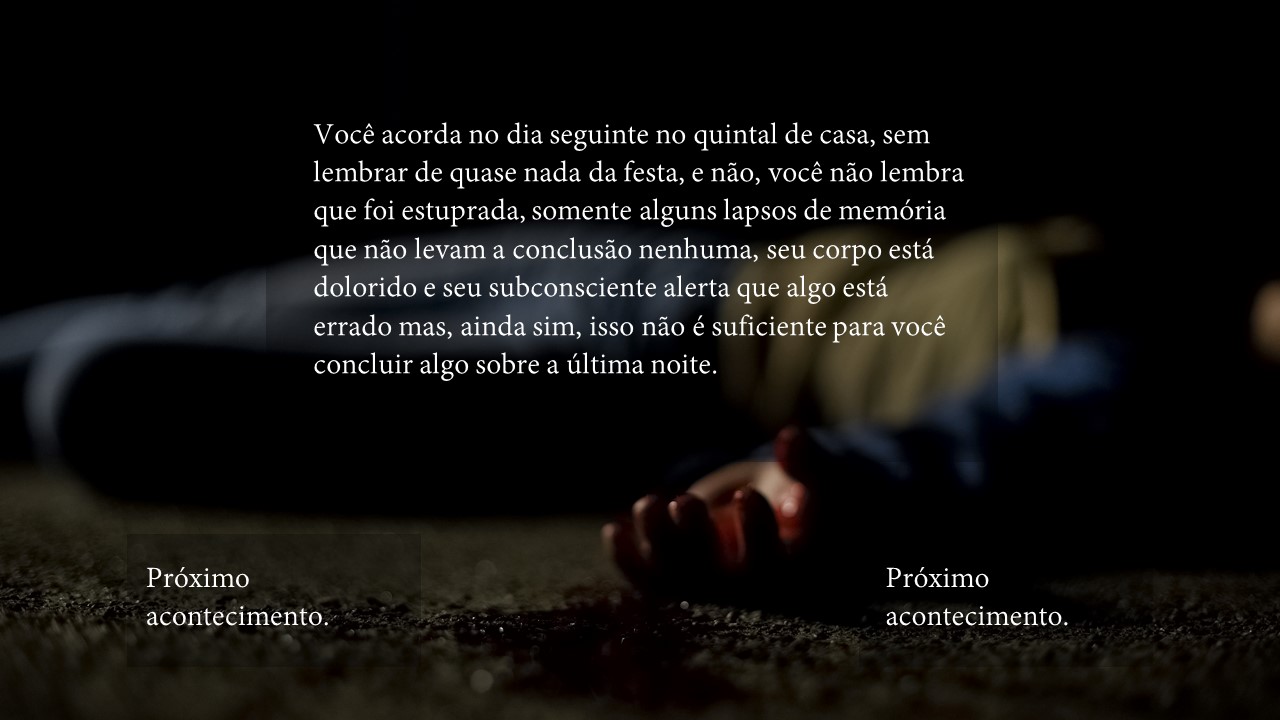 Você acorda no dia seguinte no quintal de casa, sem
lembrar de quase nada da festa, e não, você não lembra
que foi estuprada, somente alguns lapsos de memória
que não levam a conclusão nenhuma, seu corpo está
dolorido e seu subconsciente alerta que algo está
errado mas, ainda sim, isso não é suficiente para você
concluir algo sobre a última noite.
Próximo
acontecimento.
Próximo
acontecimento.